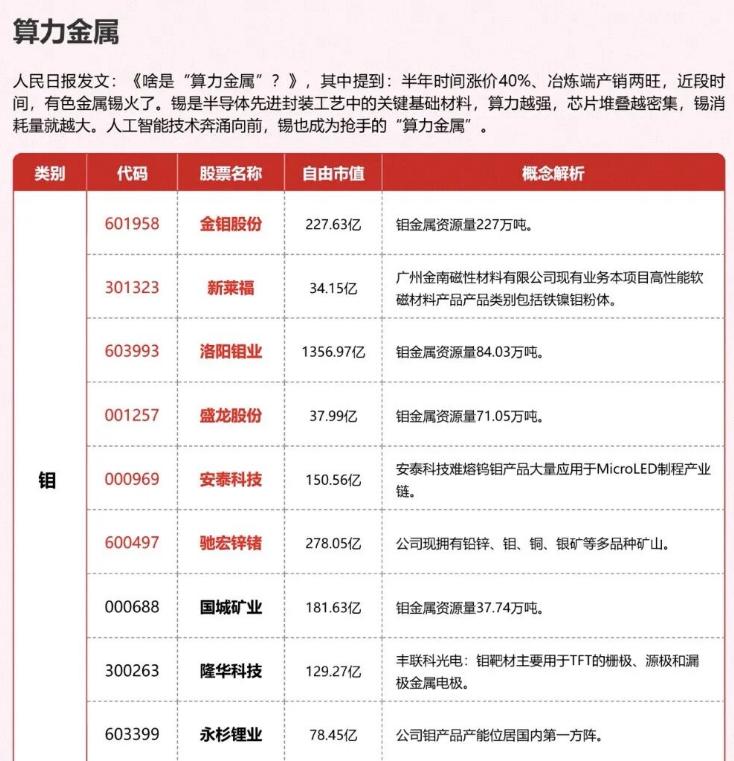 算力金属
人民日报发文：《啥是“算力金属”？》，其中提到：半年时间涨价40%、冶炼端产销两旺，近段时
间，有色金属锡火了。锡是半导体先进封装工艺中的关键基础材料，算力越强，芯片堆叠越密集，锡消
耗量就越大。人工智能技术奔涌向前，锡也成为抢手的“算力金属”。
类别 代码 股票名称 自由市值 概念解析
钼
601958 金钼股份 227.63亿 钼金属资源量227万吨。
301323 新莱福 34.15亿 广州金南磁性材料有限公司现有业务本项目高性能软
磁材料产品产品类别包括铁镍钼粉体。
603993 洛阳钼业 1356.97亿 钼金属资源量84.03万吨。
001257 盛龙股份 37.99亿 钼金属资源量71.05万吨。
000969 安泰科技 150.56亿 安泰科技难熔钨钼产品大量应用于MicroLED制程产业
链。
600497 驰宏锌锗 278.05亿 公司现拥有铅锌、钼、铜、银矿等多品种矿山。
000688 国城矿业 181.63亿 钼金属资源量37.74万吨。
300263 隆华科技 129.27亿 丰联科光电：钼靶材主要用于TFT的栅极、源极和漏
极金属电极。
603399 永杉锂业 78.45亿 公司钼产品产能位居国内第一方阵。